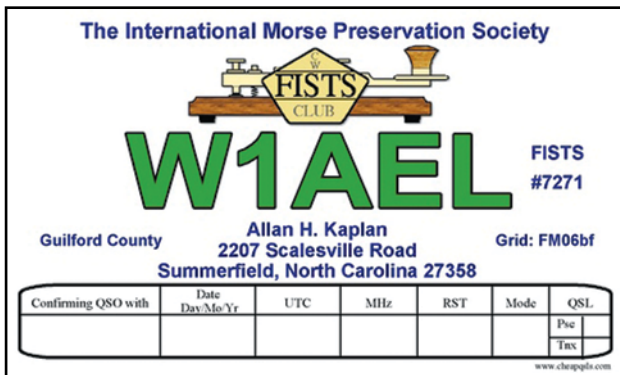 The International Morse Preservation Society
CW
FISTS
CLUB
W1AEL
FISTS
#7271
Guilford County
Allan H. Kaplan
2207 Scalesville Road
Summerfield, North Carolina 27358
Grid: FM06bf
Confirming QSO with Date Day/Mo/Yr UTC MHz RST Mode QSL
Pse
Tnx
www.cheapqsls.com